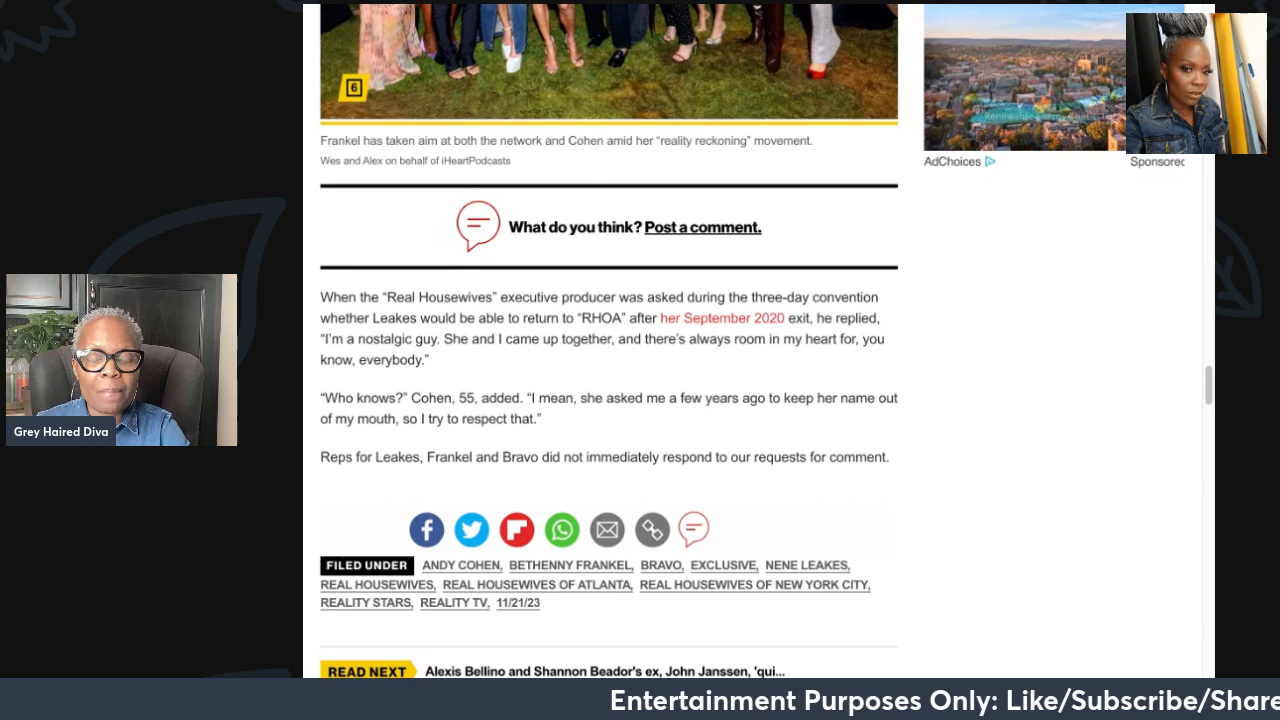 6
Frankel has taken aim at both the network and Cohen amid her “reality reckoning” movement.
Wes and Alex on behalf of iHeartPodcasts
AdChoices
Sponsored
What do you think? Post a comment.
When the “Real Housewives” executive producer was asked during the three-day convention
whether Leakes would be able to return to “RHOA” after her September 2020 exit, he replied,
“I’m a nostalgic guy. She and I came up together, and there’s always room in my heart for, you
know, everybody.”
“Who knows?” Cohen, 55, added. “I mean, she asked me a few years ago to keep her name out
of my mouth, so I try to respect that.”
Reps for Leakes, Frankel and Bravo did not immediately respond to our requests for comment.
Grey Haired Diva
FILED UNDER ANDY COHEN, BETHENNY FRANKEL, BRAVO, EXCLUSIVE, NENE LEAKES,
REAL HOUSEWIVES, REAL HOUSEWIVES OF ATLANTA, REAL HOUSEWIVES OF NEW YORK CITY,
REALITY STARS, REALITY TV, 11/21/23
READ NEXT Alexis Bellino and Shannon Beador's ex, John Janssen, 'qui...
Entertainment Purposes Only: Like/Subscribe/Share